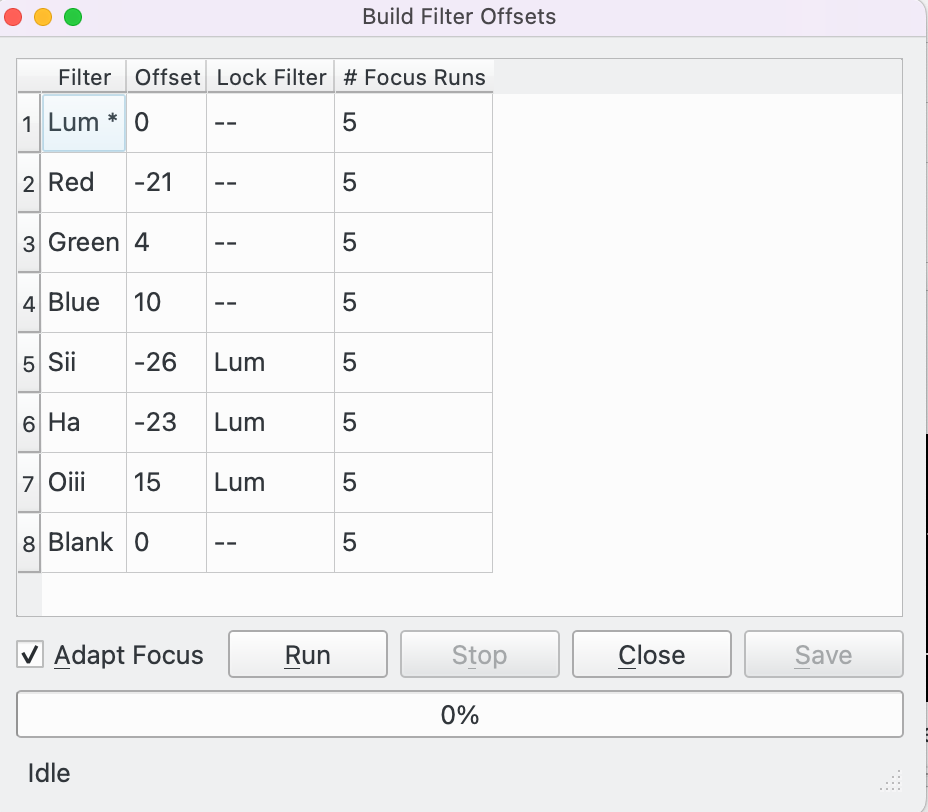 Build Filter Offsets
Filter Offset Lock Filter # Focus Runs
1 Lum * 0 -- 5
2 Red -21 -- 5
3 Green 4 -- 5
4 Blue 10 -- 5
5 Sii -26 Lum 5
6 Ha -23 Lum 5
7 Oiii 15 Lum 5
8 Blank 0 -- 5
Adapt Focus Run Stop Close Save
0%
Idle